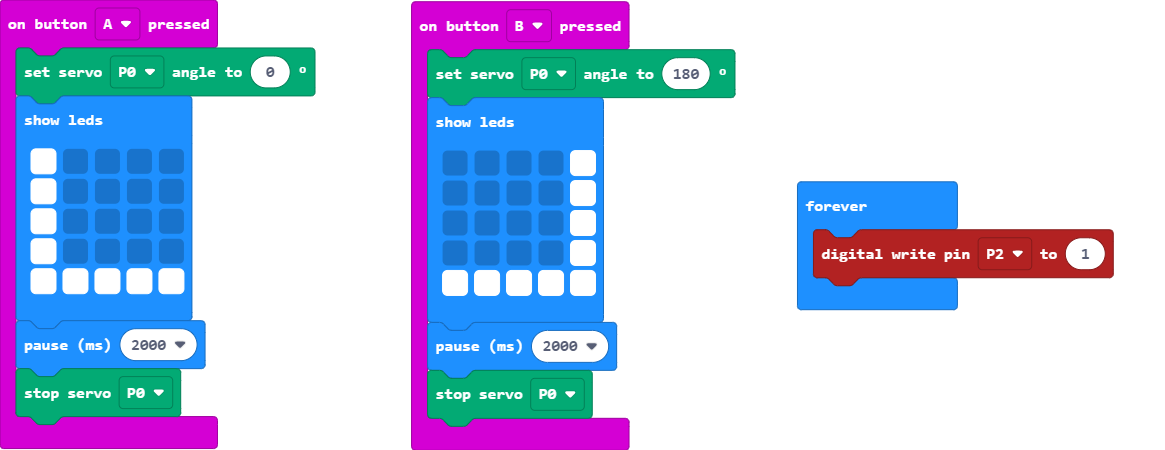 on button A pressed
set servo P0 angle to 0 °
show leds
pause (ms) 2000
stop servo P0
on button B pressed
set servo P0 angle to 180 °
show leds
pause (ms) 2000
stop servo P0
forever
digital write pin P2 to 1